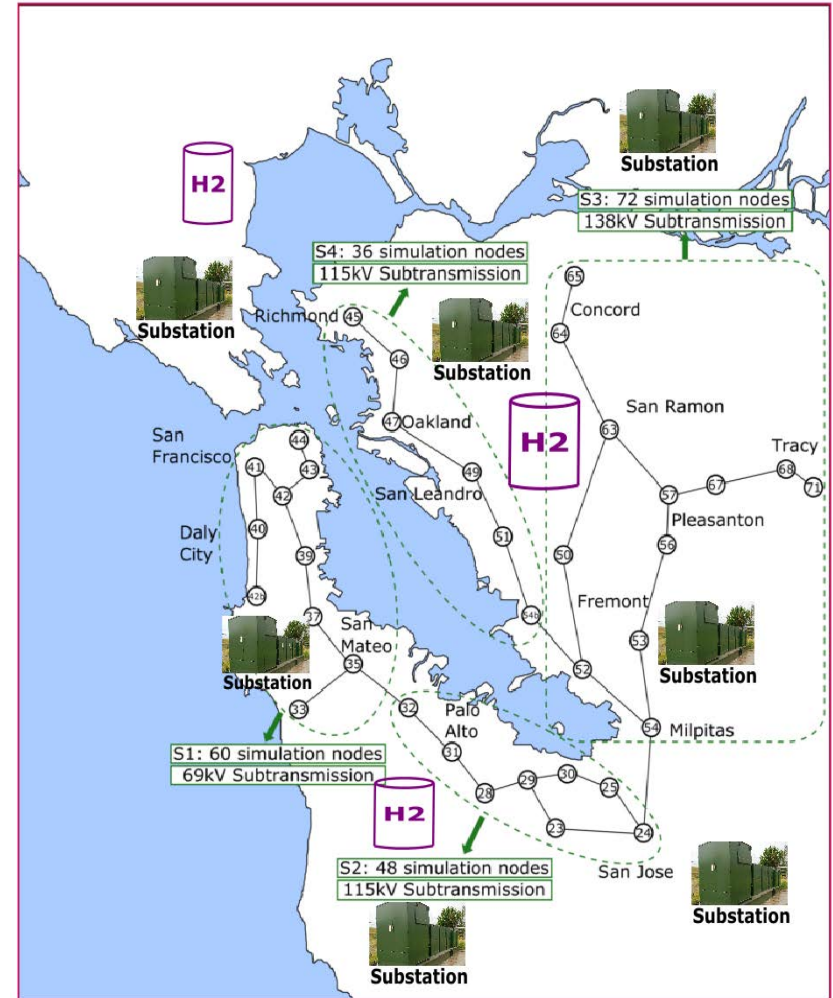 Substation
H2
S3: 72 simulation nodes
138kV Subtransmission
S4: 36 simulation nodes
115kV Subtransmission
65
Substation
Richmond
45
Concord
64
Substation
46
H2
San Ramon
47
Oakland
63
San
Francisco
44
41
43
Tracy
49
68
67
71
42
San Leandro
57
Pleasanton
Daly
City
40
51
56
39
50
42b
Fremont
54b
37
San
Mateo
53
35
52
Substation
Substation
33
32
Palo
Alto
54
Milpitas
31
S1: 60 simulation nodes
69kV Subtransmission
30
29
28
25
H2
23
24
S2: 48 simulation nodes
115kV Subtransmission
San Jose
Substation
Substation